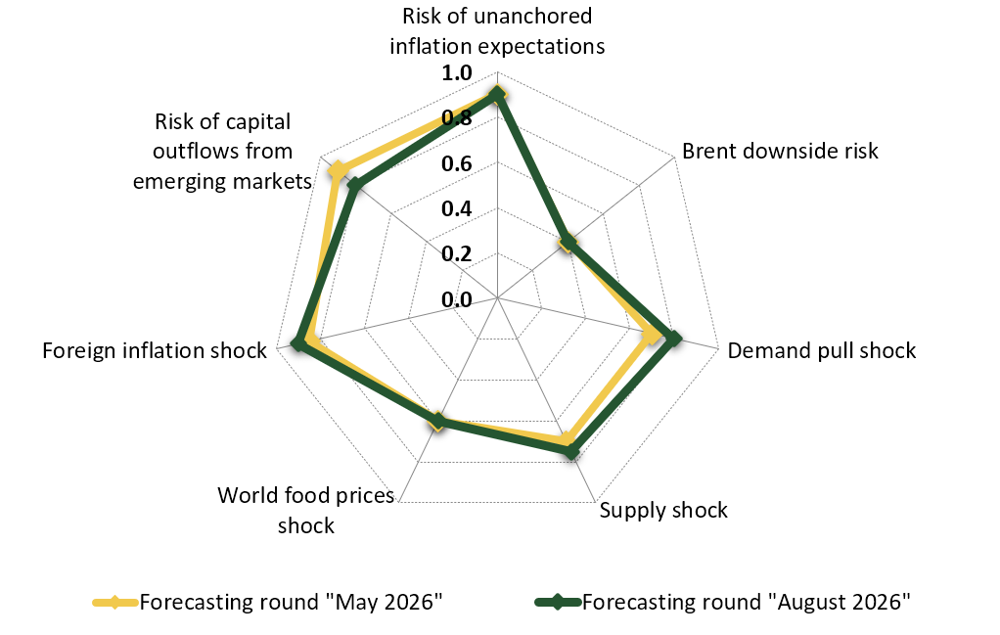 Risk of unanchored
inflation expectations
1.0
0.8
0.6
0.4
0.2
0.0
Brent downside risk
Demand pull shock
Supply shock
World food prices
shock
Foreign inflation shock
Risk of capital
outflows from
emerging markets
Forecasting round "May 2026"
Forecasting round "August 2026"